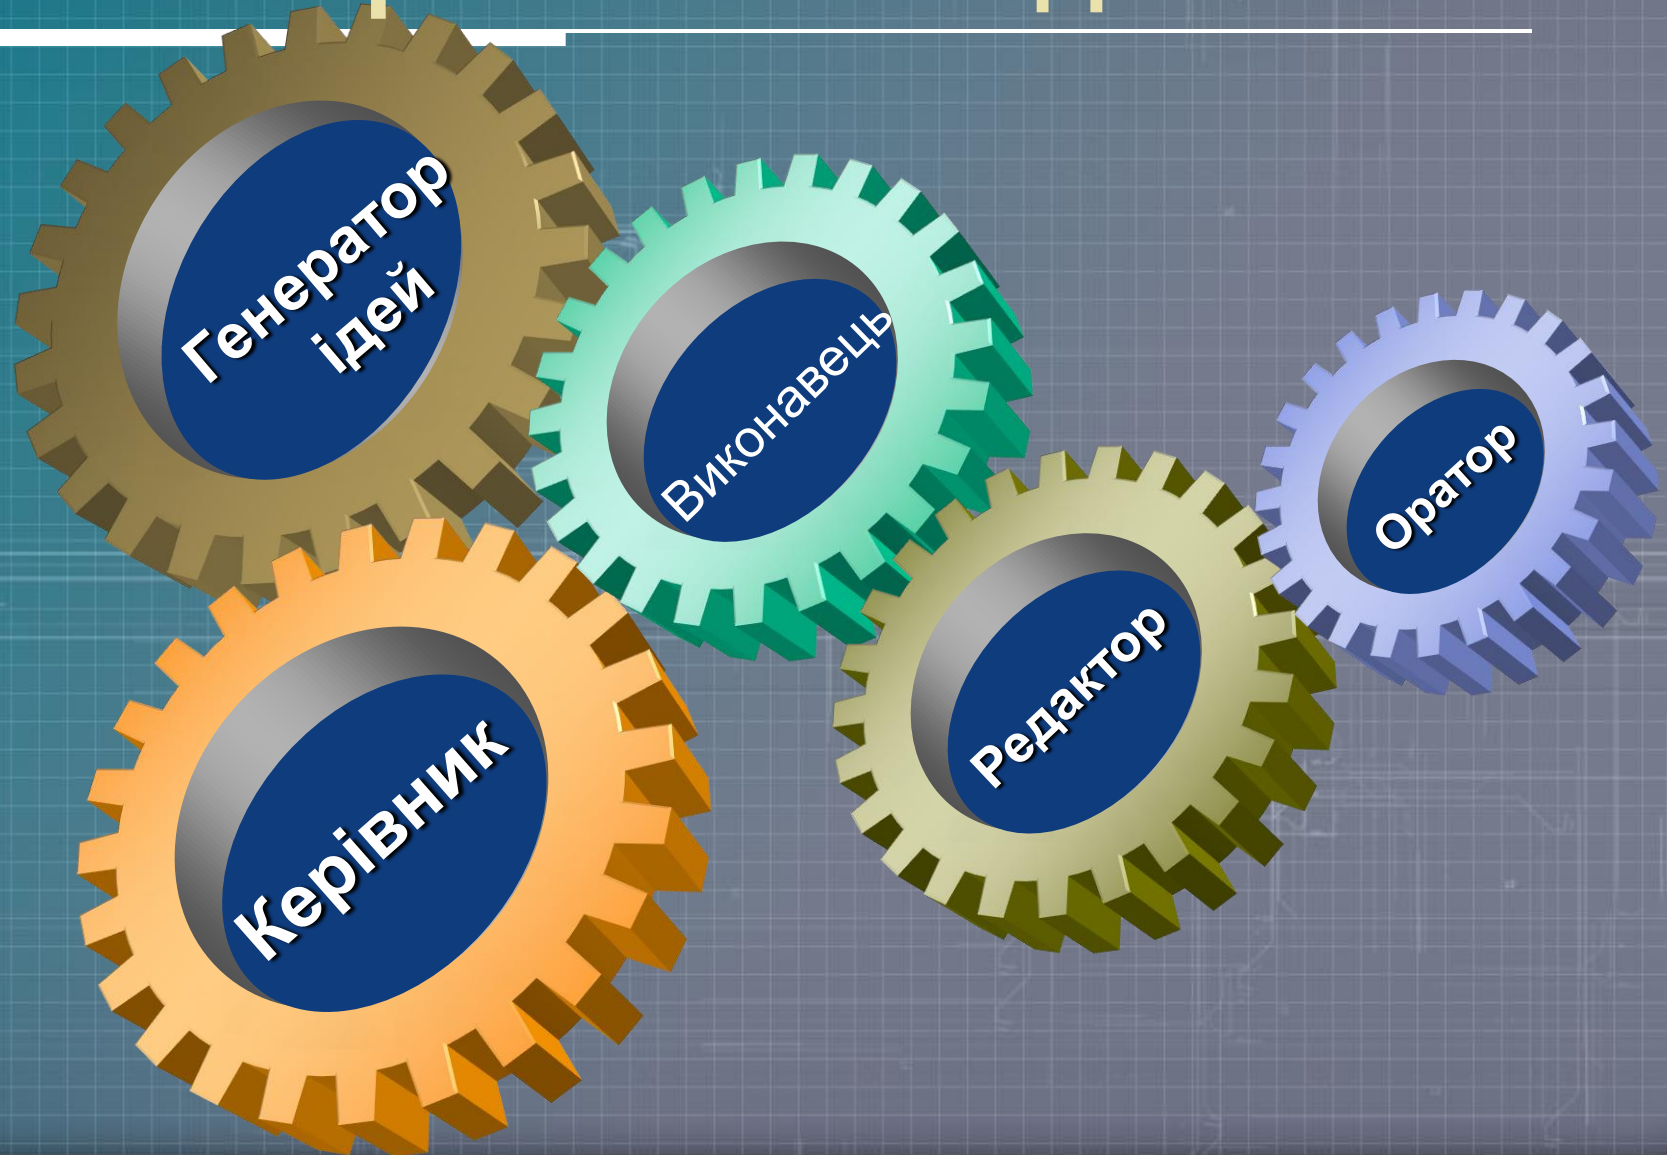 Генератор
ідей
Виконавець
Оратор
Редактор
Керівник